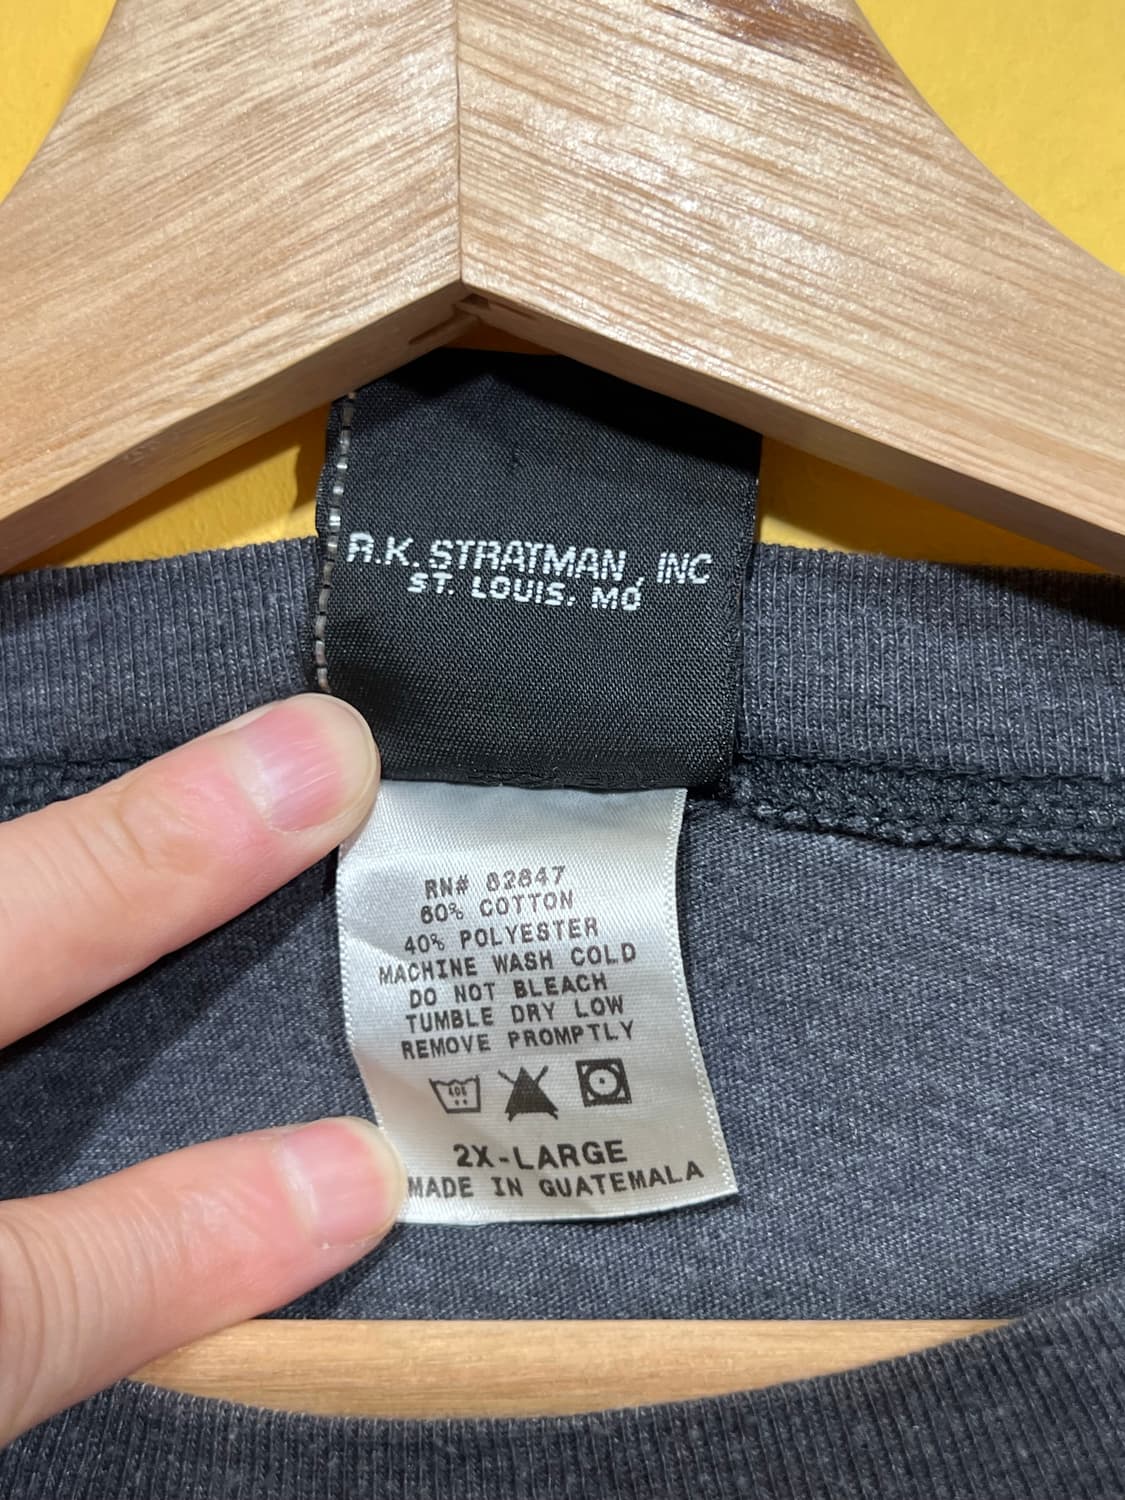 R.K. STRATMAN, INC
ST. LOUIS, MO
RN# 82847
60% COTTON
40% POLYESTER
MACHINE WASH COLD
DO NOT BLEACH
TUMBLE DRY LOW
REMOVE PROMPTLY
2X-LARGE
MADE IN GUATEMALA